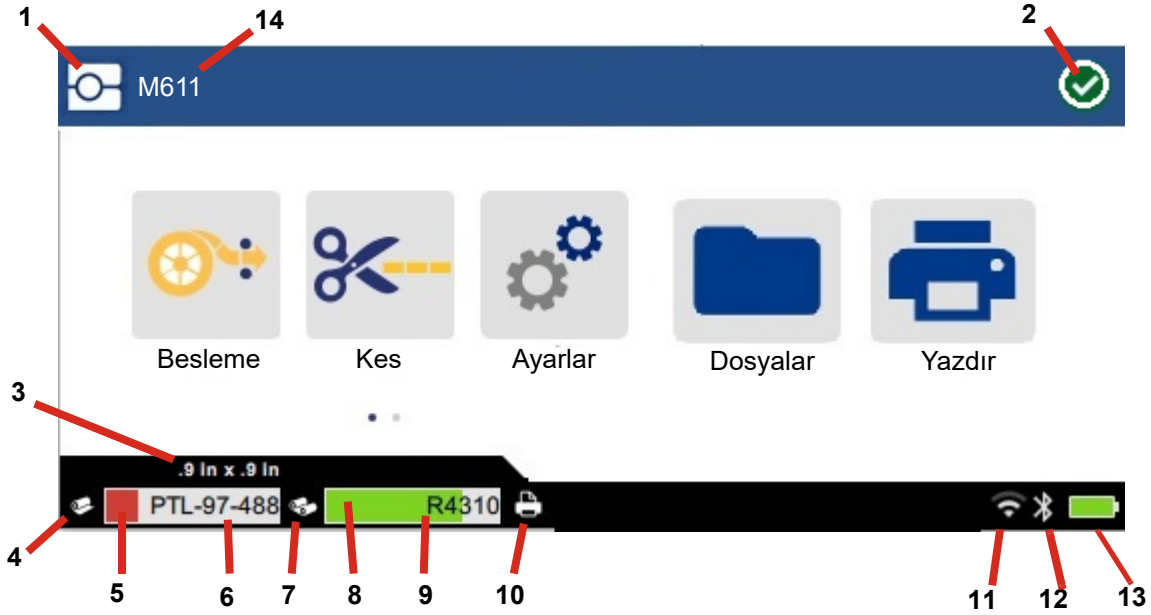 1 14 2
M611
Besleme Kes Ayarlar Dosyalar Yazdır
3
.9 in x .9 in
PTL-97-488 R4310
4
5 6 7 8 9 10 11 12 13